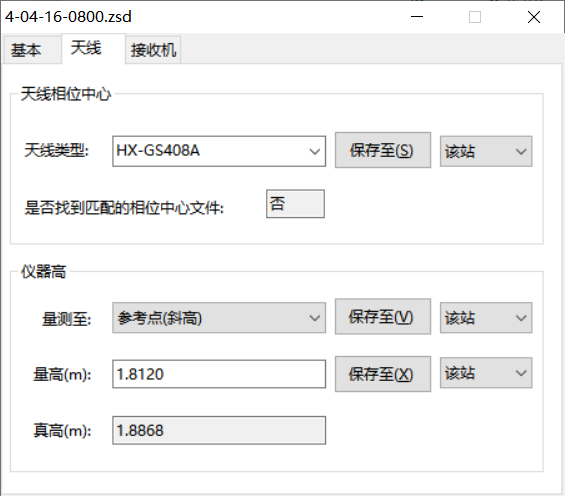 4-04-16-0800.zsd
基本 天线 接收机
天线相位中心
天线类型: HX-GS408A 保存至(S) 该站
是否找到匹配的相位中心文件: 否
仪器高
量测至: 参考点(斜高) 保存至(V) 该站
量高(m): 1.8120 保存至(X) 该站
真高(m): 1.8868